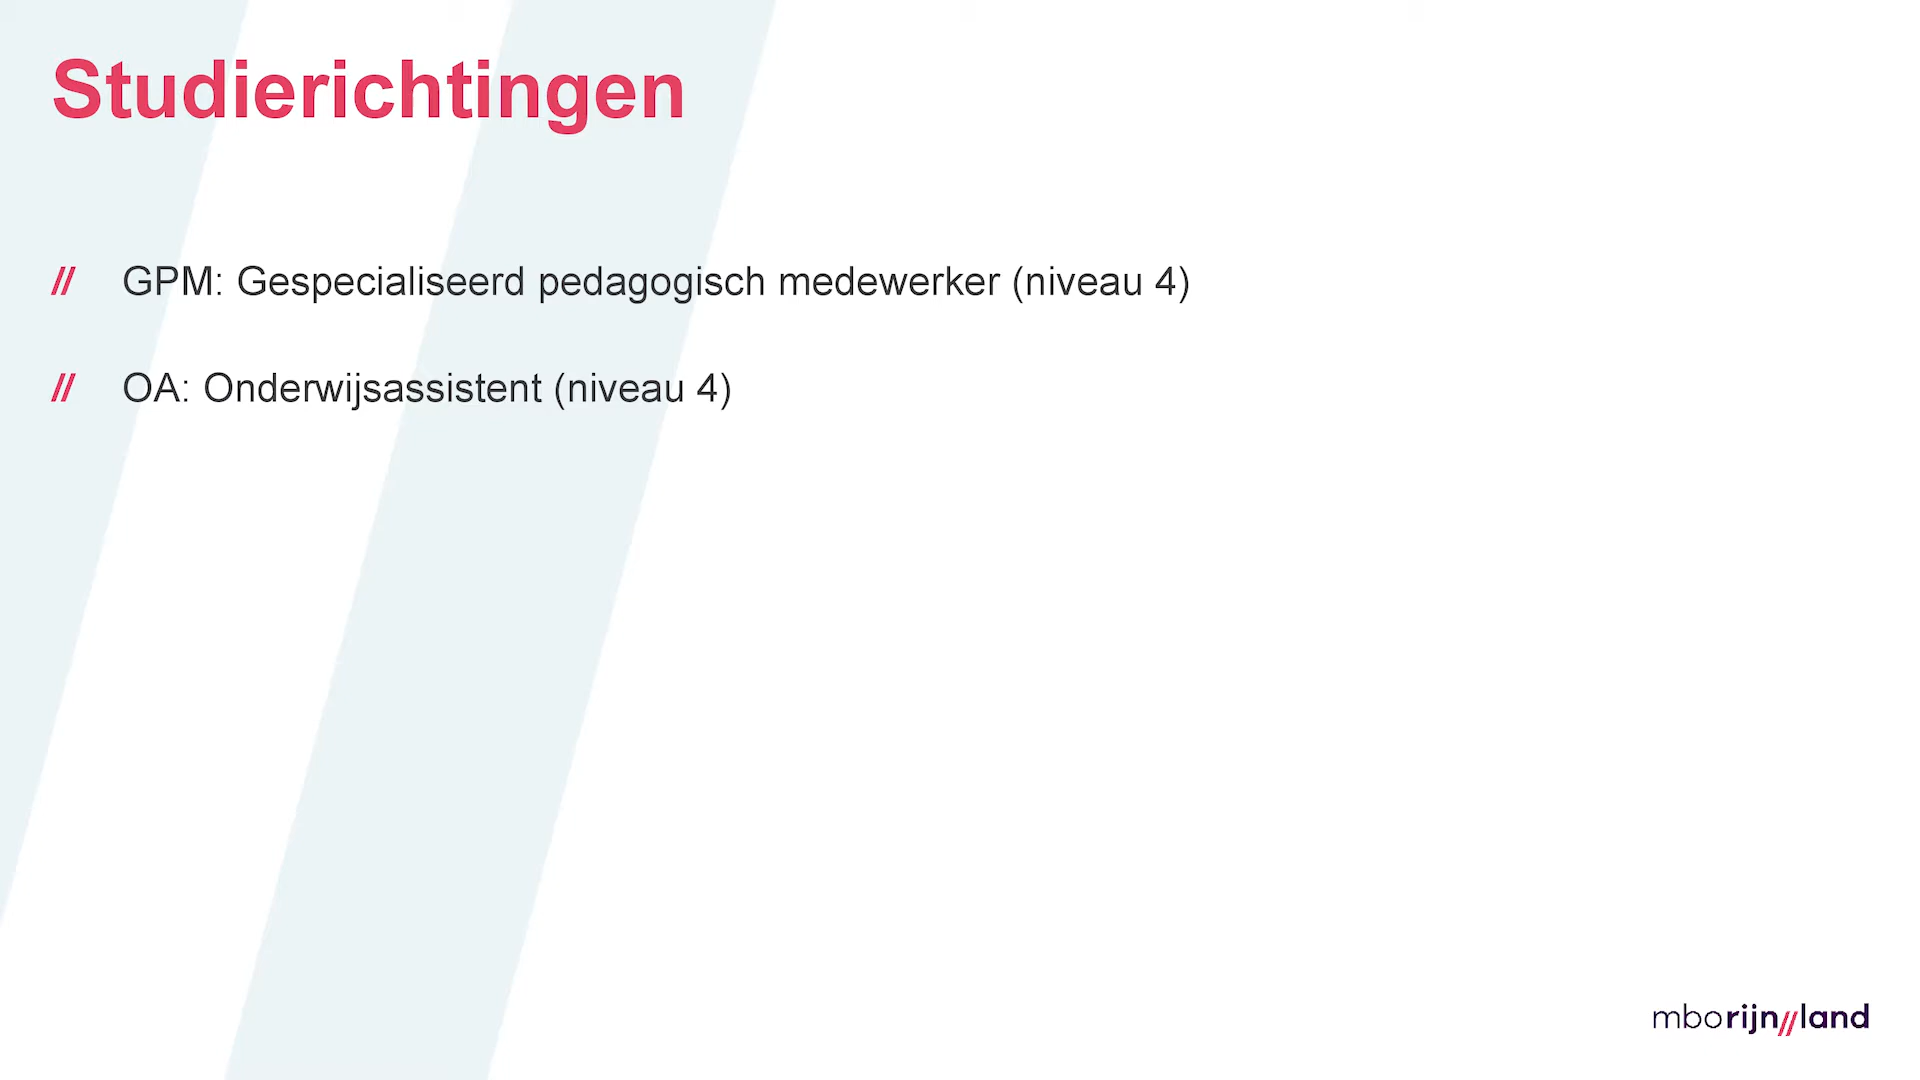 Studierichtingen
// GPM: Gespecialiseerd pedagogisch medewerker (niveau 4)
// OA: Onderwijsassistent (niveau 4)
mborijn//land